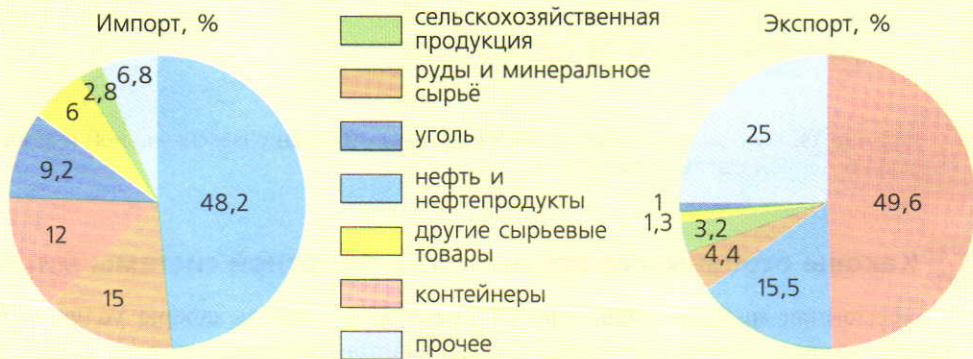 Импорт, %
48,2
15
12
9,2
6
2,8
6,8
сельскохозяйственная
продукция
руды и минеральное
сырьё
уголь
нефть и
нефтепродукты
другие сырьевые
товары
контейнеры
прочее
Экспорт, %
49,6
15,5
4,4
3,2
1,3
1
25